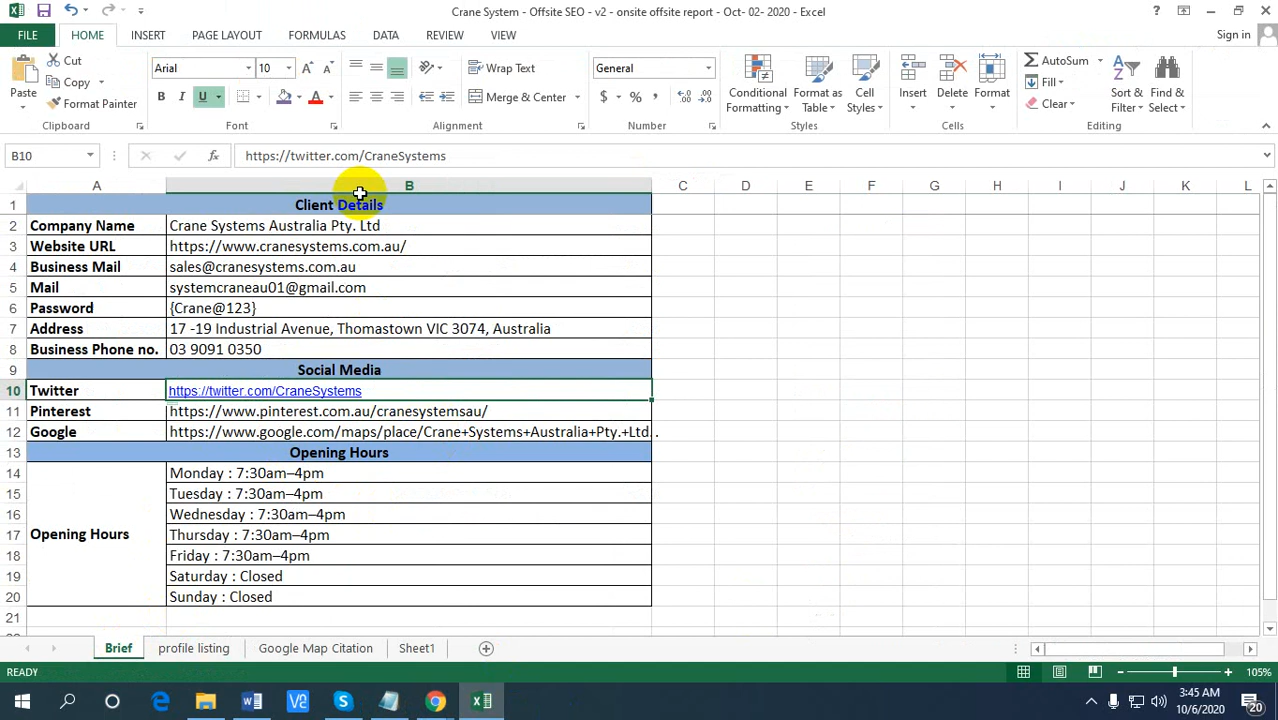 Crane System - Offsite SEO - v2 - onsite offsite report - Oct- 02- 2020 - Excel
FILE HOME INSERT PAGE LAYOUT FORMULAS DATA REVIEW VIEW Sign in
Cut
Copy
Format Painter
Paste
Clipboard
Arial 10
B I U
Font
Wrap Text
Merge & Center
Alignment
General
$ % ,
Number
Conditional Formatting
Format as Table
Cell Styles
Styles
Insert Delete Format
Cells
AutoSum
Fill
Clear
Sort & Filter
Find & Select
Editing
B10 fx https://twitter.com/CraneSystems
A B C D E F G H I J K L
1 Client Details
2 Company Name Crane Systems Australia Pty. Ltd
3 Website URL https://www.cranesystems.com.au/
4 Business Mail sales@cranesystems.com.au
5 Mail systemcraneau01@gmail.com
6 Password {Crane@123}
7 Address 17 -19 Industrial Avenue, Thomastown VIC 3074, Australia
8 Business Phone no. 03 9091 0350
9 Social Media
10 Twitter https://twitter.com/CraneSystems
11 Pinterest https://www.pinterest.com.au/cranesystemsau/
12 Google https://www.google.com/maps/place/Crane+Systems+Australia+Pty.+Ltd.
13 Opening Hours
14 Monday : 7:30am–4pm
15 Tuesday : 7:30am–4pm
16 Wednesday : 7:30am–4pm
17 Opening Hours Thursday : 7:30am–4pm
18 Friday : 7:30am–4pm
19 Saturday : Closed
20 Sunday : Closed
21
Brief profile listing Google Map Citation Sheet1
READY 105%
3:45 AM
10/6/2020
20